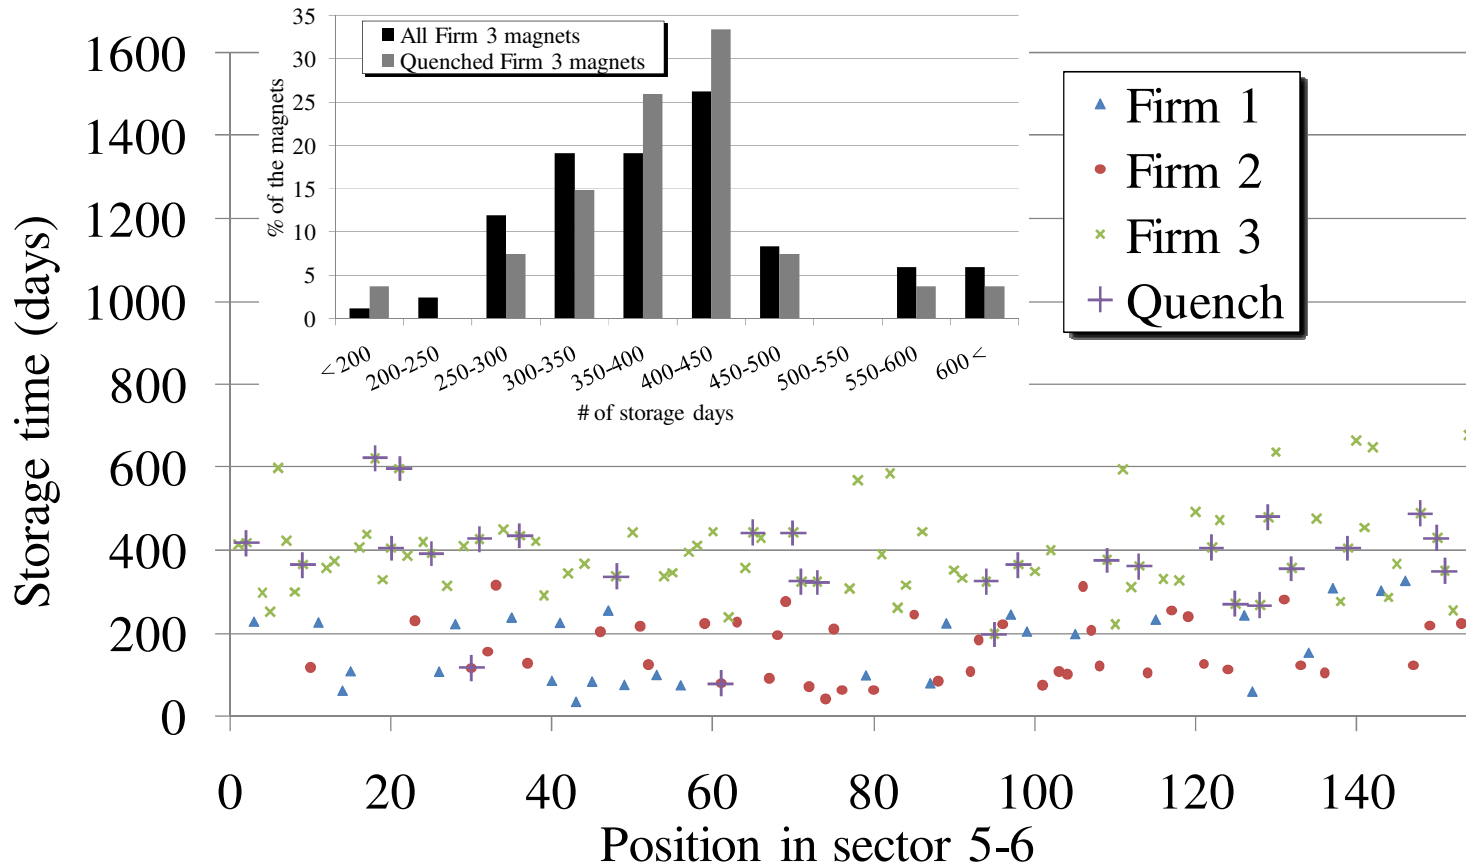 35
30
25
20
15
10
5
0
% of the magnets
All Firm 3 magnets
Quenched Firm 3 magnets
<200
200-250
250-300
300-350
350-400
400-450
450-500
500-550
550-600
600<
# of storage days
1600
1400
1200
1000
800
600
400
200
0
Storage time (days)
Firm 1
Firm 2
Firm 3
Quench
0 20 40 60 80 100 120 140
Position in sector 5-6